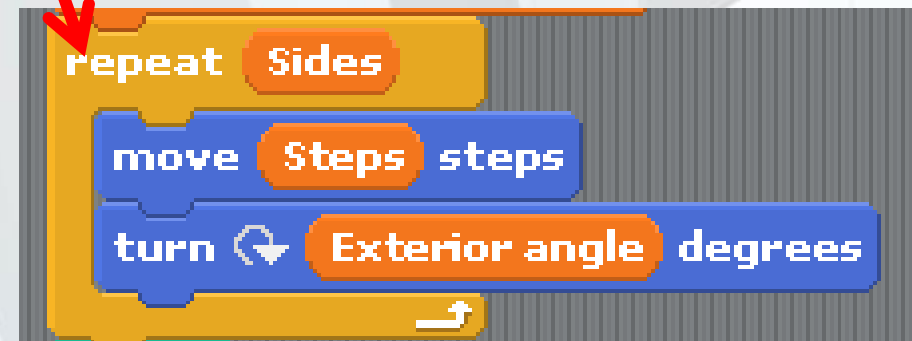 repeat Sides
move Steps steps
turn Exterior angle degrees